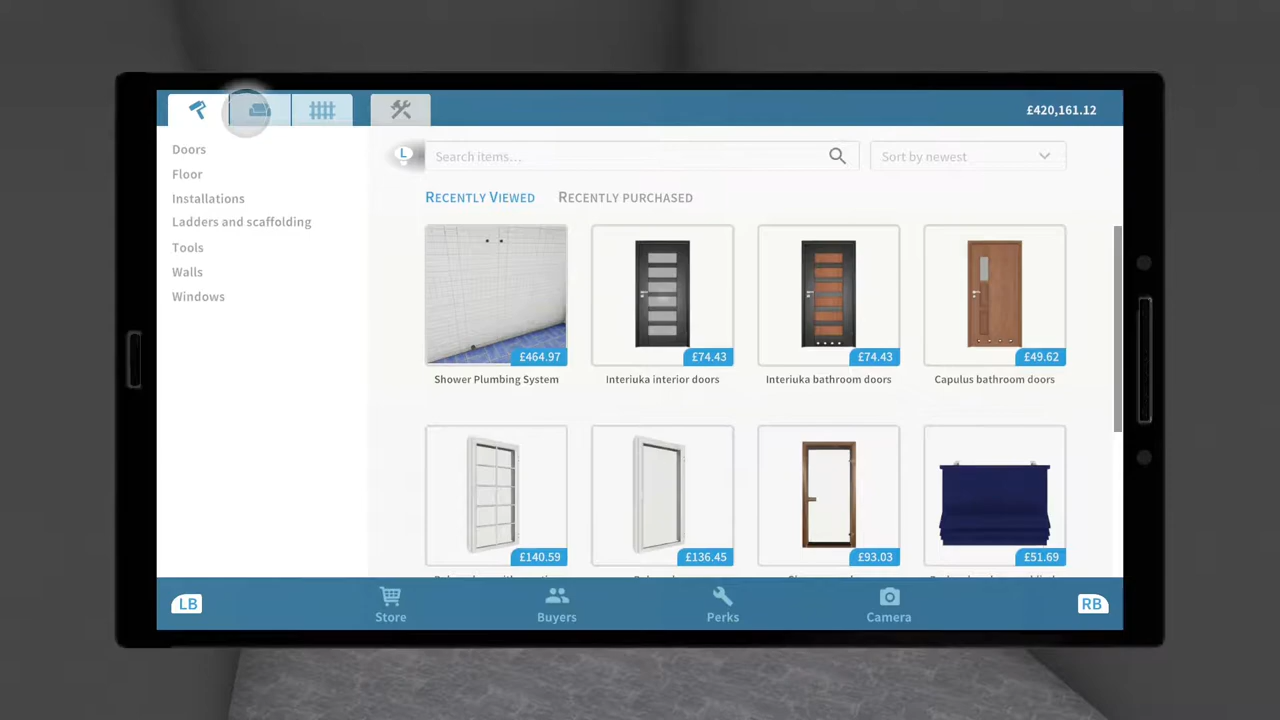 £420,161.12
Doors
Floor
Installations
Ladders and scaffolding
Tools
Walls
Windows
L
Search items...
Sort by newest
RECENTLY VIEWED
RECENTLY PURCHASED
£464.97
£74.43
£74.43
£49.62
Shower Plumbing System
Interiuka interior doors
Interiuka bathroom doors
Capulus bathroom doors
£140.59
£136.45
£93.03
£51.69
LB
Store
Buyers
Perks
Camera
RB